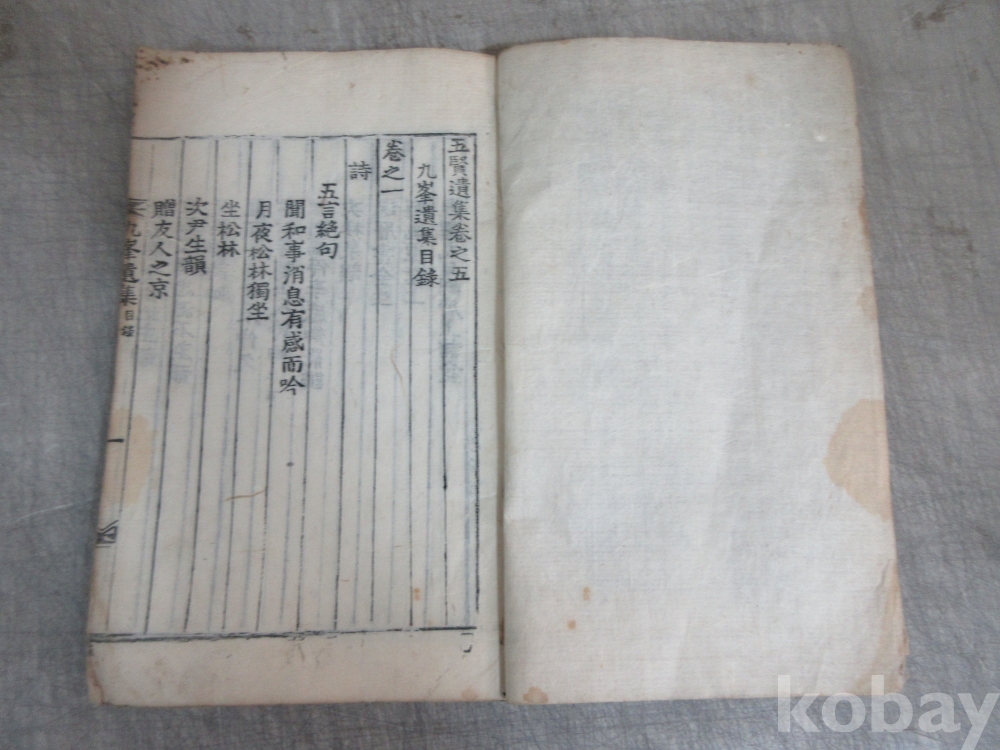 五賢遺集卷之五
九峯遺集目錄
卷之一
詩
五言絕句
聞和事消息有感而吟
月夜松林獨坐
坐松林
次尹生韻
贈友人之京
九峯遺集 目錄
一
kobay